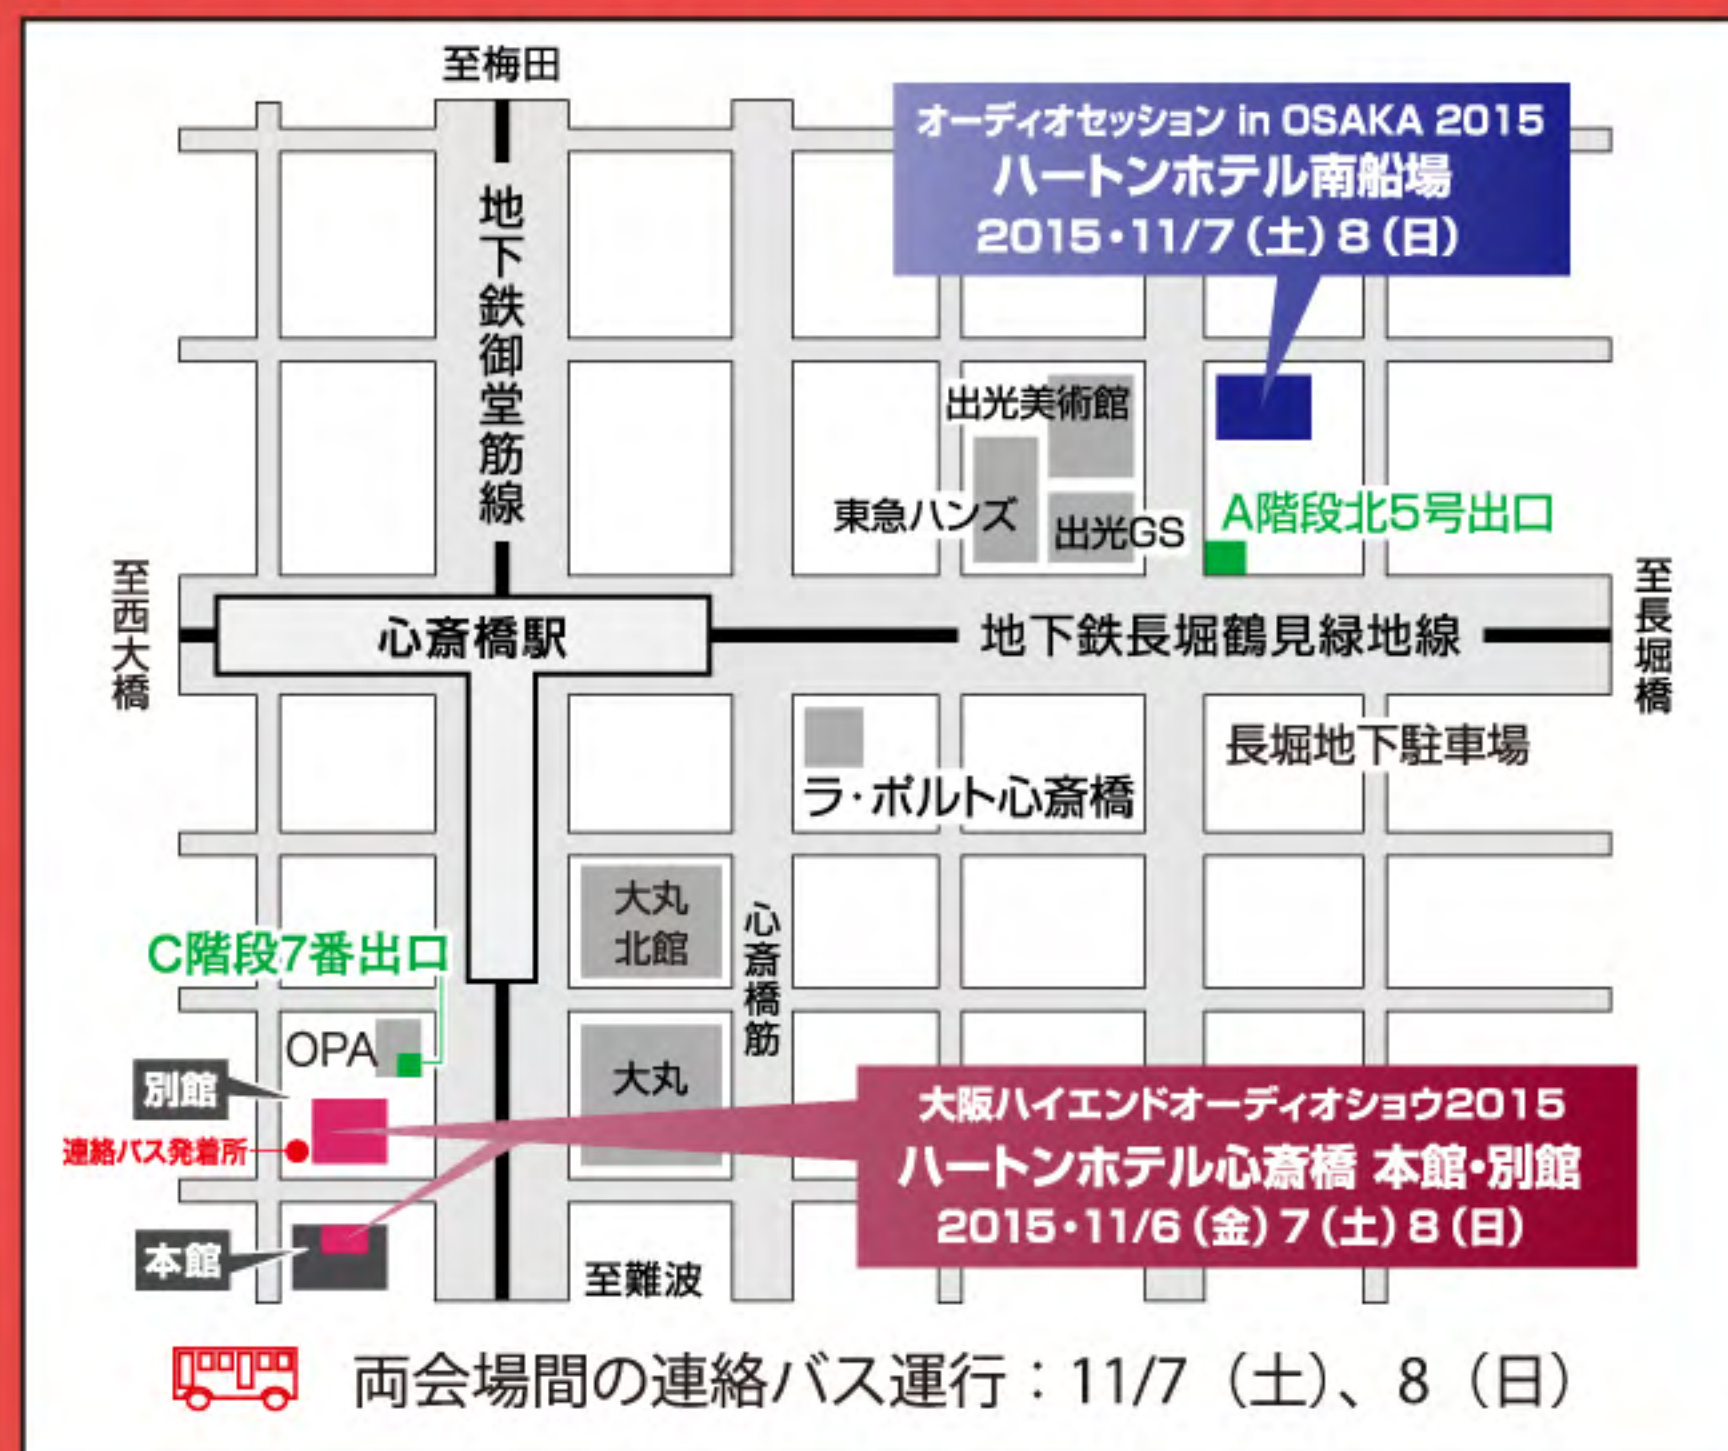 至梅田
オーディオセッション in OSAKA 2015
ハートンホテル南船場
2015・11/7（土）8（日）
地下鉄御堂筋線
出光美術館
東急ハンズ
出光GS
A階段北5号出口
至西大橋
心斎橋駅
地下鉄長堀鶴見緑地線
至長堀橋
長堀地下駐車場
ラ・ポルト心斎橋
大丸
北館
心斎橋筋
C階段7番出口
OPA
大丸
別館
連絡バス発着所
大阪ハイエンドオーディオショウ2015
ハートンホテル心斎橋 本館・別館
2015・11/6（金）7（土）8（日）
本館
至難波
両会場間の連絡バス運行：11/7（土）、8（日）